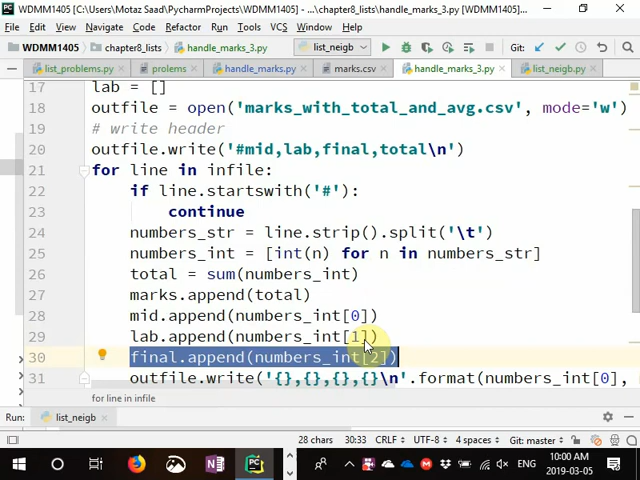 WDMM1405 [C:\Users\Motaz Saad\PycharmProjects\WDMM1405] - ...\chapter8_lists\handle_marks_3.py [...
File Edit View Navigate Code Refactor Run Tools VCS Window Help
WDMM1405 chapter8_lists handle_marks_3.py list_neigb Git:
list_problems.py prolems handle_marks.py marks.csv handle_marks_3.py list_neigb.py
17 lab = []
18 outfile = open('marks_with_total_and_avg.csv', mode='w')
19 # write header
20 outfile.write('#mid,lab,final,total\n')
21 for line in infile:
22 if line.startswith('#'):
23 continue
24 numbers_str = line.strip().split('\t')
25 numbers_int = [int(n) for n in numbers_str]
26 total = sum(numbers_int)
27 marks.append(total)
28 mid.append(numbers_int[0])
29 lab.append(numbers_int[1])
30 final.append(numbers_int[2])
31 outfile.write('{},{},{},{}\n'.format(numbers_int[0],
for line in infile
Run: list_neigb
28 chars 30:33 CRLF UTF-8 4 spaces Git: master
ENG 10:00 AM 2019-03-05